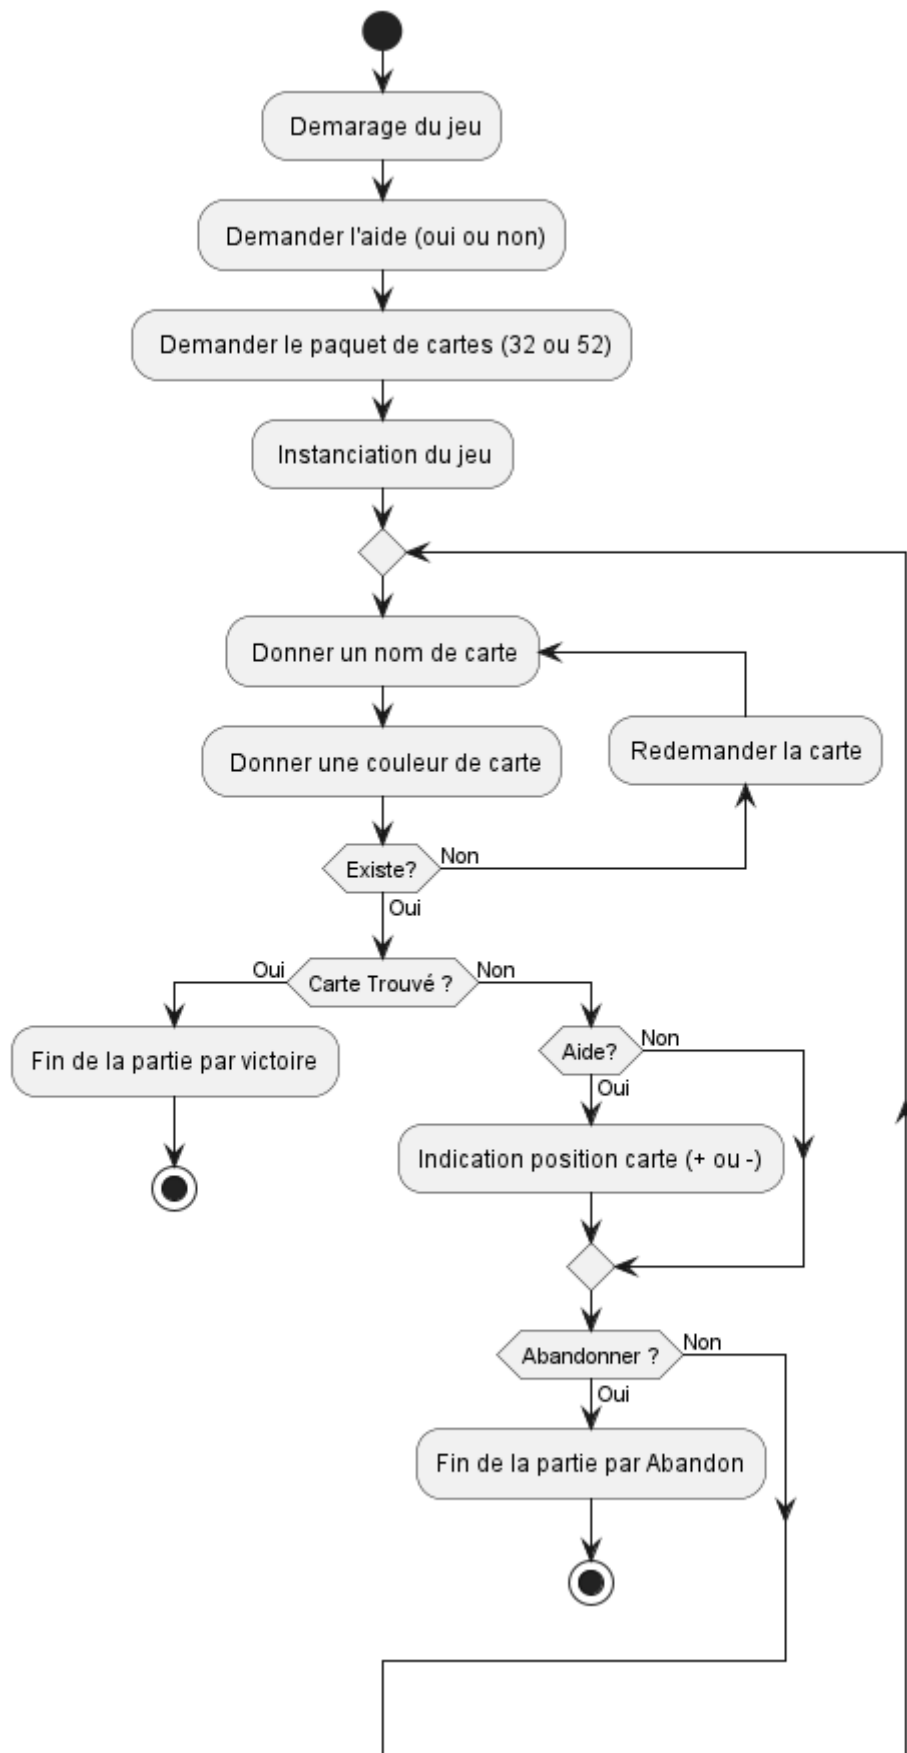 Demarage du jeu
Demander l'aide (oui ou non)
Demander le paquet de cartes (32 ou 52)
Instanciation du jeu
Donner un nom de carte
Donner une couleur de carte
Redemander la carte
Existe?
Non
Oui
Carte Trouvé ?
Oui
Non
Fin de la partie par victoire
Aide?
Non
Oui
Indication position carte (+ ou -)
Abandonner ?
Non
Oui
Fin de la partie par Abandon